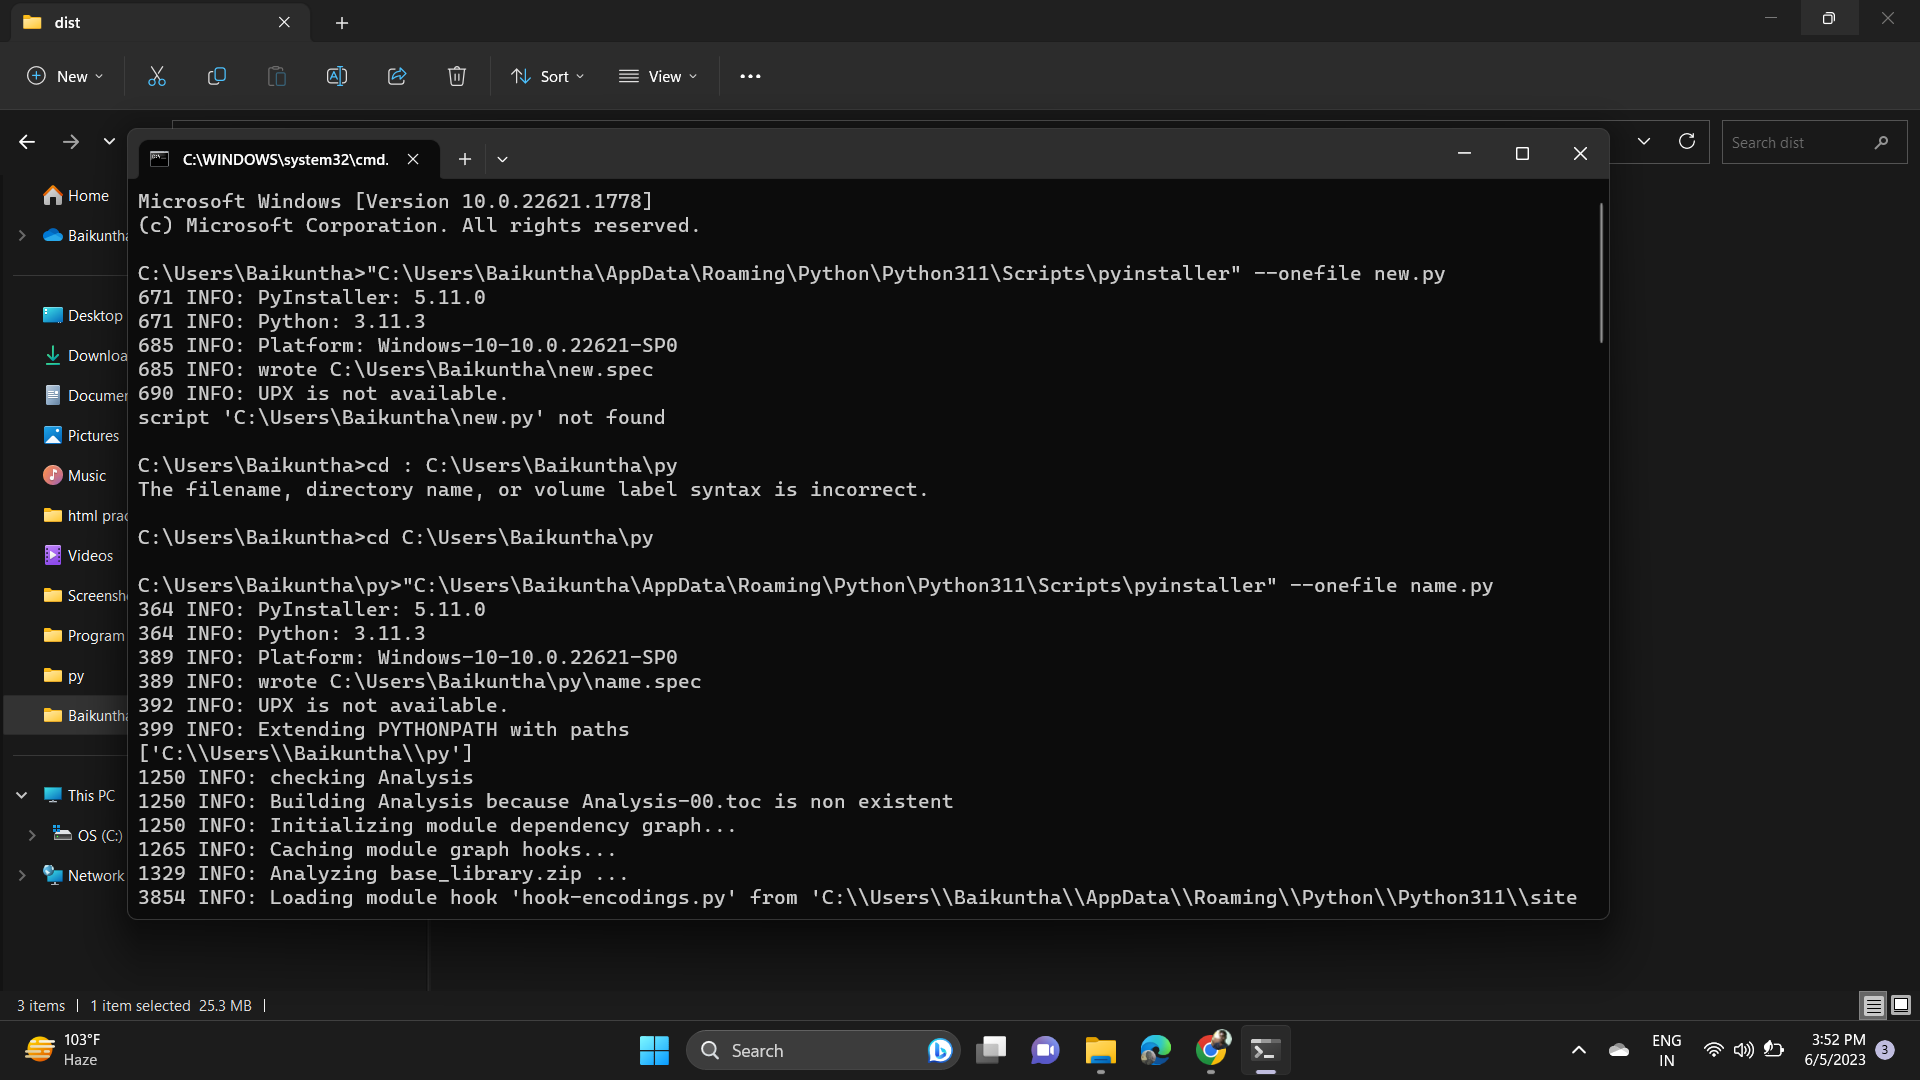 dist
New
Sort
View
Search dist
C:\WINDOWS\system32\cmd.
Home
Baikuntha
Desktop
Downloa
Documen
Pictures
Music
html prac
Videos
Screensh
Program
py
Baikuntha
This PC
OS (C:)
Network
Microsoft Windows [Version 10.0.22621.1778]
(c) Microsoft Corporation. All rights reserved.
C:\Users\Baikuntha>"C:\Users\Baikuntha\AppData\Roaming\Python\Python311\Scripts\pyinstaller" --onefile new.py
671 INFO: PyInstaller: 5.11.0
671 INFO: Python: 3.11.3
685 INFO: Platform: Windows-10-10.0.22621-SP0
685 INFO: wrote C:\Users\Baikuntha\new.spec
690 INFO: UPX is not available.
script 'C:\Users\Baikuntha\new.py' not found
C:\Users\Baikuntha>cd : C:\Users\Baikuntha\py
The filename, directory name, or volume label syntax is incorrect.
C:\Users\Baikuntha>cd C:\Users\Baikuntha\py
C:\Users\Baikuntha\py>"C:\Users\Baikuntha\AppData\Roaming\Python\Python311\Scripts\pyinstaller" --onefile name.py
364 INFO: PyInstaller: 5.11.0
364 INFO: Python: 3.11.3
389 INFO: Platform: Windows-10-10.0.22621-SP0
389 INFO: wrote C:\Users\Baikuntha\py\name.spec
392 INFO: UPX is not available.
399 INFO: Extending PYTHONPATH with paths
['C:\\Users\\Baikuntha\\py']
1250 INFO: checking Analysis
1250 INFO: Building Analysis because Analysis-00.toc is non existent
1250 INFO: Initializing module dependency graph...
1265 INFO: Caching module graph hooks...
1329 INFO: Analyzing base_library.zip ...
3854 INFO: Loading module hook 'hook-encodings.py' from 'C:\\Users\\Baikuntha\\AppData\\Roaming\\Python\\Python311\\site
3 items
1 item selected 25.3 MB
103°F
Haze
Search
ENG
IN
3:52 PM
6/5/2023
3